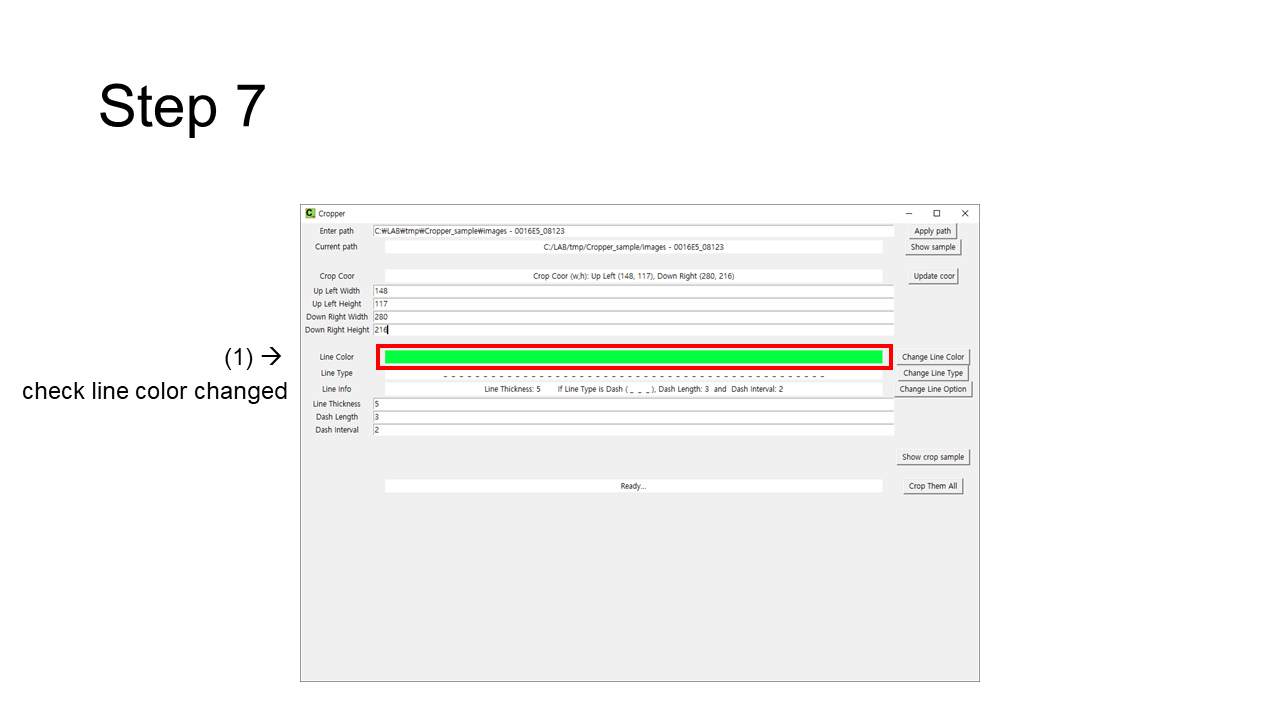 Step 7
C Cropper
Enter path C:₩LAB₩tmp₩Cropper_sample₩images - 0016E5_08123 Apply path
Current path C:/LAB/tmp/Cropper_sample/images - 0016E5_08123 Show sample
Crop Coor Crop Coor (w,h): Up Left (148, 117), Down Right (280, 216) Update coor
Up Left Width 148
Up Left Height 117
Down Right Width 280
Down Right Height 216
(1) →
check line color changed
Line Color Change Line Color
Line Type _ _ _ _ _ _ _ _ _ _ _ _ _ _ _ _ _ _ _ _ _ _ _ _ _ _ _ _ _ _ _ _ _ _ _ _ _ _ _ _ _ _ _ _ _ _ _ _ Change Line Type
Line Info Line Thickness: 5 If Line Type is Dash ( _ _ _ ), Dash Length: 3 and Dash Interval: 2 Change Line Option
Line Thickness 5
Dash Length 3
Dash Interval 2
Show crop sample
Ready... Crop Them All